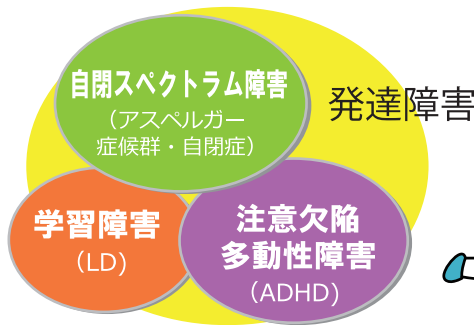 自閉スペクトラム障害
（アスペルガー
症候群・自閉症）
発達障害
学習障害
（LD）
注意欠陥
多動性障害
（ADHD）